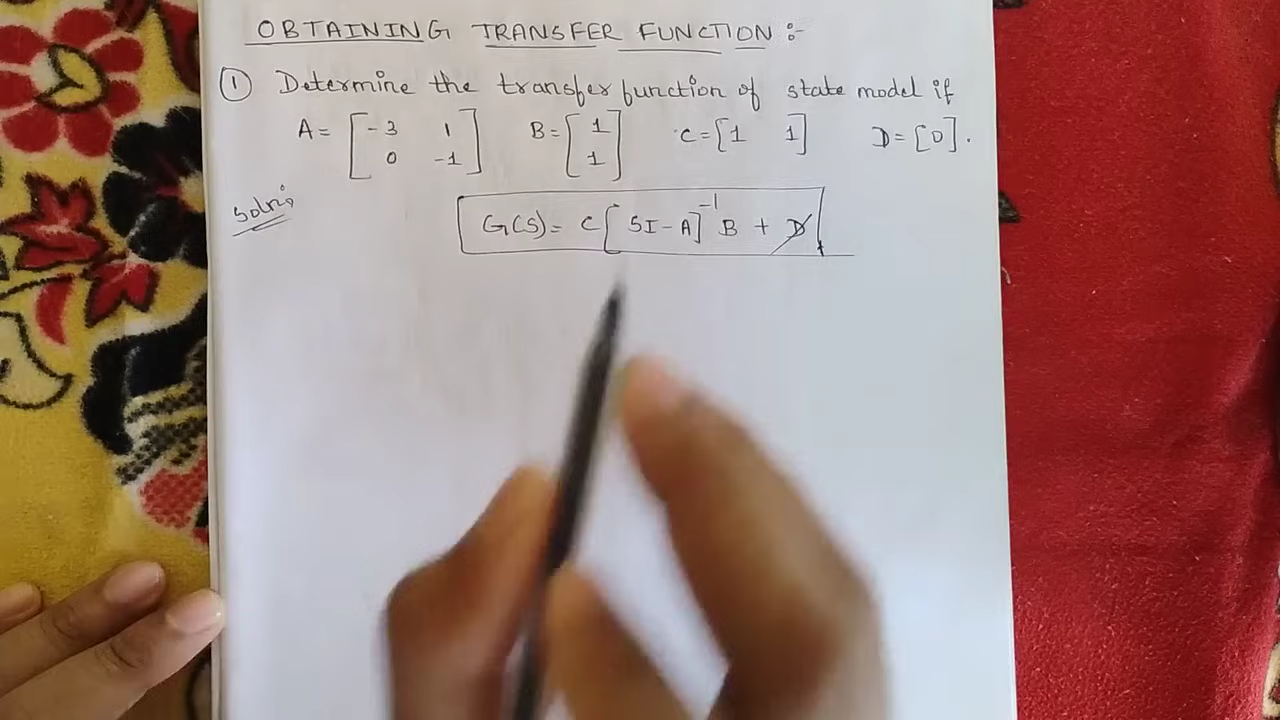 OBTAINING TRANSFER FUNCTION :-
① Determine the transfer function of state model if
A = [ -3 1 B = [ 1 C = [ 1 1 ] D = [0].
0 -1 ] 1 ]
Soln:
G(S) = C [ SI - A ]^-1 B + D